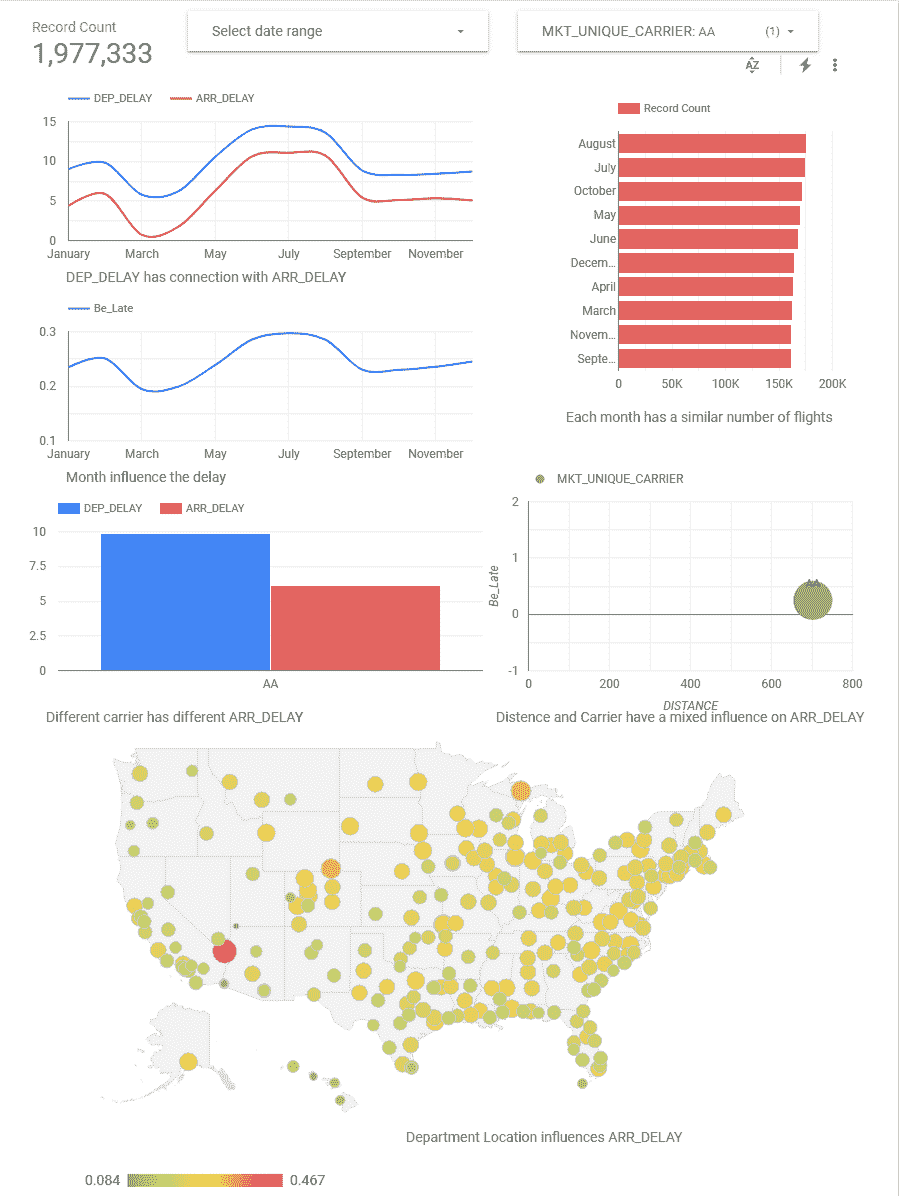 Record Count
1,977,333
Select date range
MKT_UNIQUE_CARRIER: AA (1)
AZ
DEP_DELAY ARR_DELAY
15
10
5
0
January March May July September November
DEP_DELAY has connection with ARR_DELAY
Record Count
August
July
October
May
June
Decem...
April
March
Novem...
Septe...
0 50K 100K 150K 200K
Each month has a similar number of flights
Be_Late
0.3
0.2
0.1
January March May July September November
Month influence the delay
DEP_DELAY ARR_DELAY
10
7.5
5
2.5
0
AA
Different carrier has different ARR_DELAY
MKT_UNIQUE_CARRIER
2
1
0
-1
Be_Late
AA
0 200 400 600 800
DISTANCE
Distence and Carrier have a mixed influence on ARR_DELAY
Department Location influences ARR_DELAY
0.084 0.467